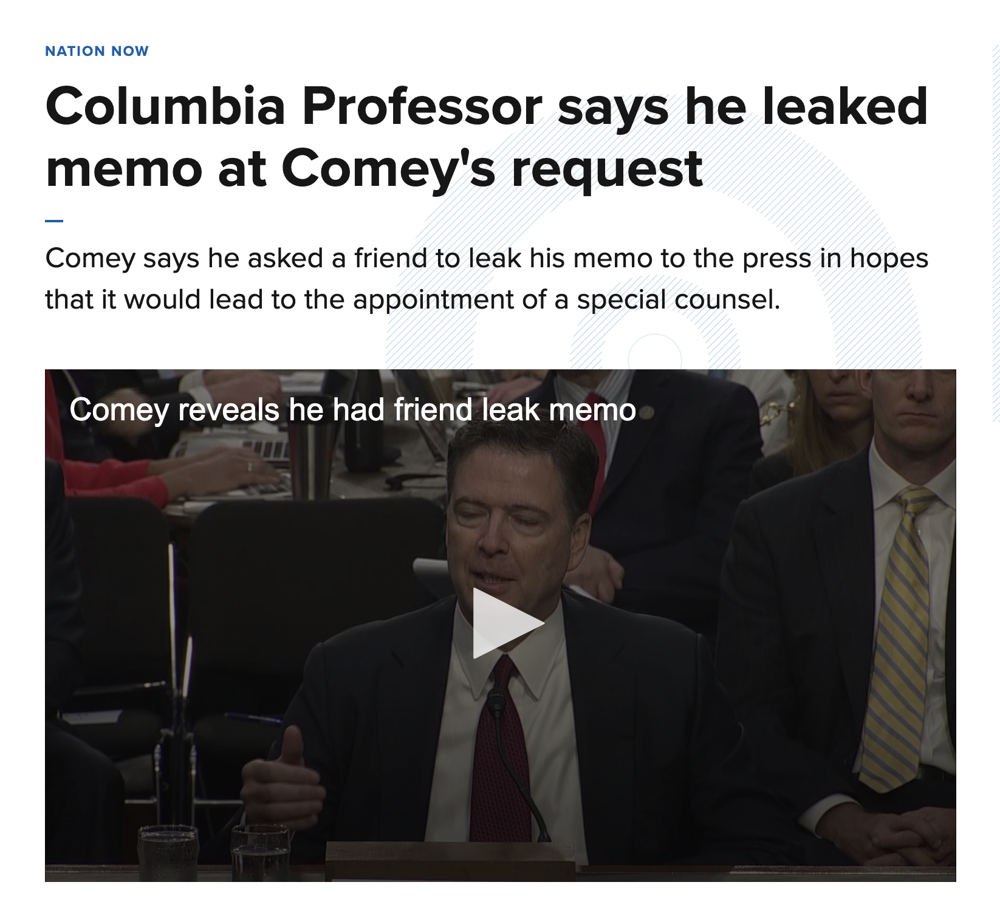 NATION NOW
Columbia Professor says he leaked
memo at Comey's request
Comey says he asked a friend to leak his memo to the press in hopes
that it would lead to the appointment of a special counsel.
Comey reveals he had friend leak memo